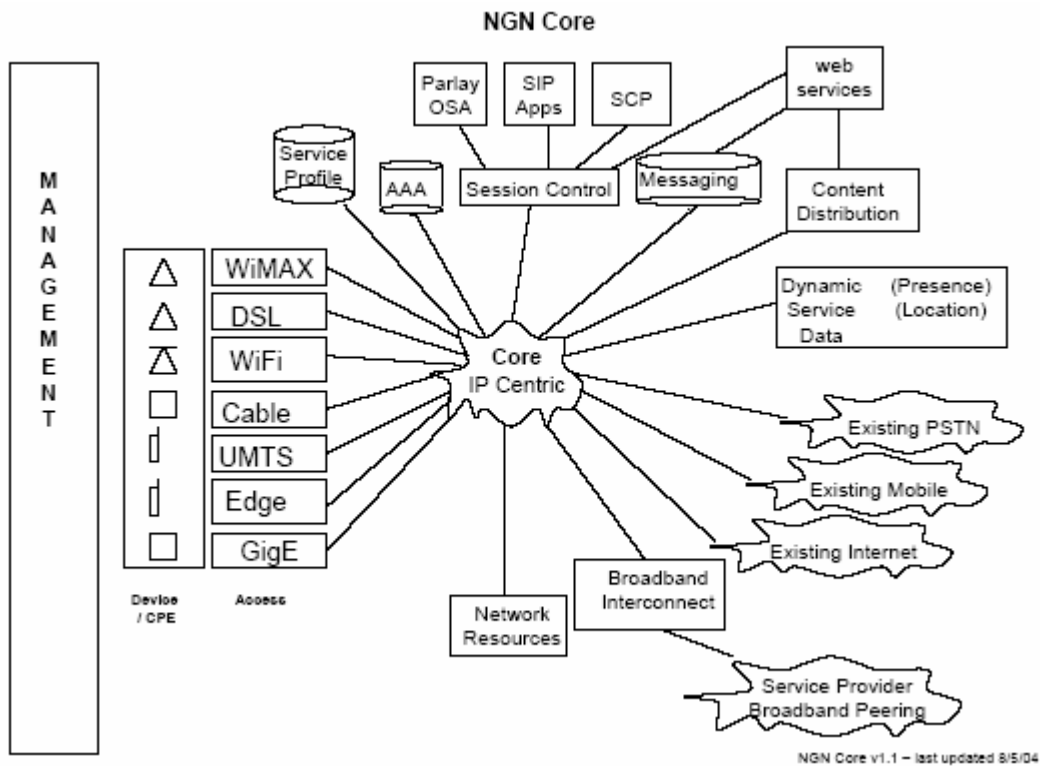 NGN Core
MANAGEMENT
Parlay
OSA
SIP
Apps
SCP
web
services
Service
Profile
AAA
Session Control
Messaging
Content
Distribution
WiMAX
DSL
WiFi
Cable
UMTS
Edge
GigE
Device
/ CPE
Access
Core
IP Centric
Dynamic (Presence)
Service (Location)
Data
Existing PSTN
Existing Mobile
Existing Internet
Broadband
Interconnect
Network
Resources
Service Provider
Broadband Peering
NGN Core v1.1 – last updated 8/5/04